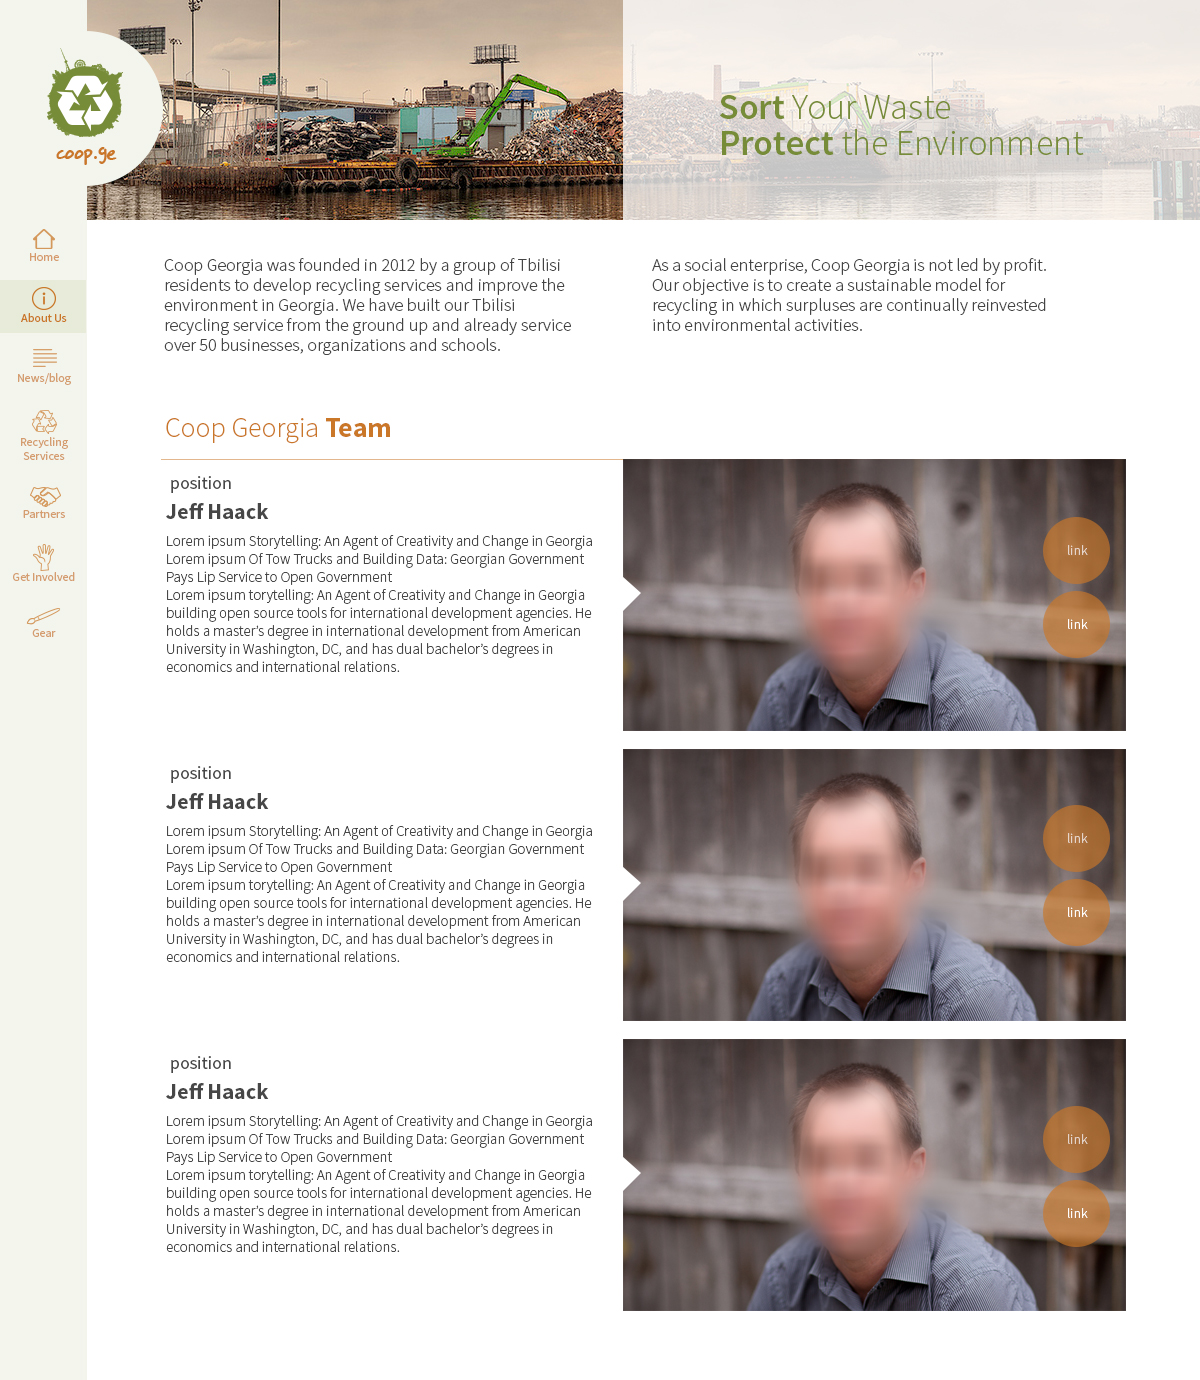 coop.ge
Sort Your Waste
Protect the Environment
Home
About Us
News/blog
Recycling
Services
Partners
Get Involved
Gear
Coop Georgia was founded in 2012 by a group of Tbilisi
residents to develop recycling services and improve the
environment in Georgia. We have built our Tbilisi
recycling service from the ground up and already service
over 50 businesses, organizations and schools.
As a social enterprise, Coop Georgia is not led by profit.
Our objective is to create a sustainable model for
recycling in which surpluses are continually reinvested
into environmental activities.
Coop Georgia Team
position
Jeff Haack
Lorem ipsum Storytelling: An Agent of Creativity and Change in Georgia
Lorem ipsum Of Tow Trucks and Building Data: Georgian Government
Pays Lip Service to Open Government
Lorem ipsum torytelling: An Agent of Creativity and Change in Georgia
building open source tools for international development agencies. He
holds a master's degree in international development from American
University in Washington, DC, and has dual bachelor's degrees in
economics and international relations.
link
link
position
Jeff Haack
Lorem ipsum Storytelling: An Agent of Creativity and Change in Georgia
Lorem ipsum Of Tow Trucks and Building Data: Georgian Government
Pays Lip Service to Open Government
Lorem ipsum torytelling: An Agent of Creativity and Change in Georgia
building open source tools for international development agencies. He
holds a master's degree in international development from American
University in Washington, DC, and has dual bachelor's degrees in
economics and international relations.
link
link
position
Jeff Haack
Lorem ipsum Storytelling: An Agent of Creativity and Change in Georgia
Lorem ipsum Of Tow Trucks and Building Data: Georgian Government
Pays Lip Service to Open Government
Lorem ipsum torytelling: An Agent of Creativity and Change in Georgia
building open source tools for international development agencies. He
holds a master's degree in international development from American
University in Washington, DC, and has dual bachelor's degrees in
economics and international relations.
link
link